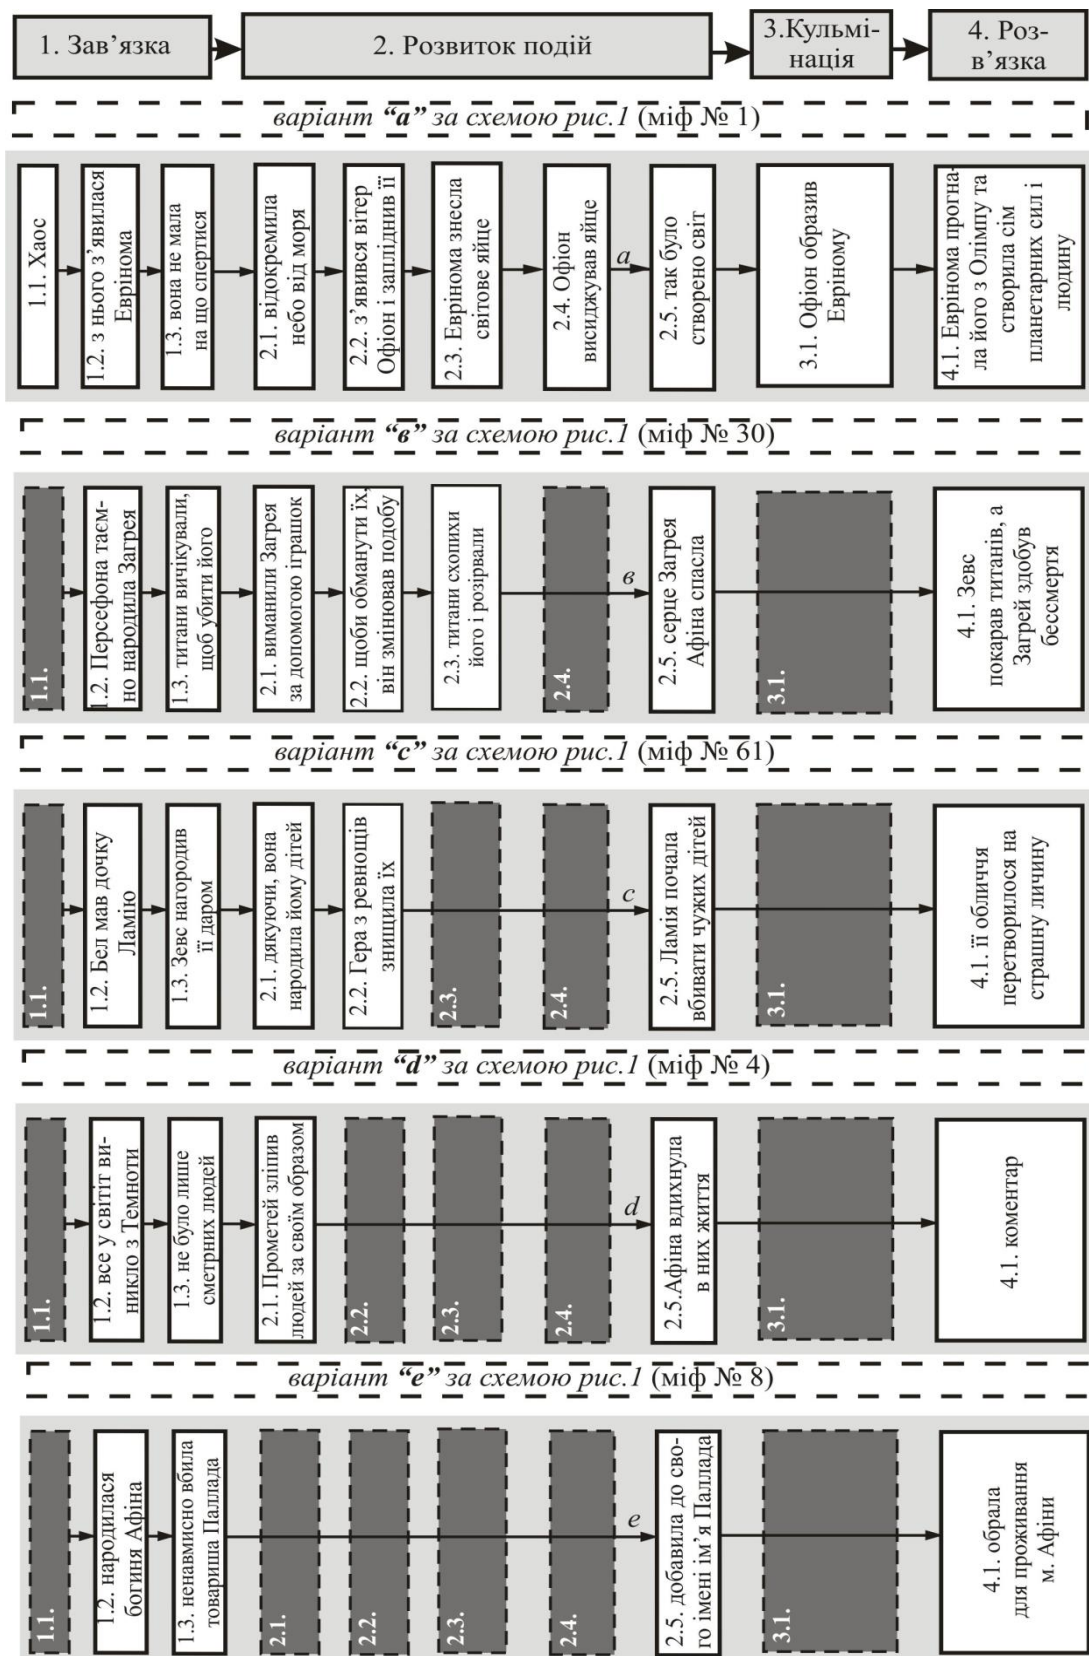 1. Зав’язка
2. Розвиток подій
3.Кульмі-
нація
4. Роз-
в’язка
варіант “а” за схемою рис.1 (міф № 1)
1.1. Хаос
1.2. з нього з’явилася
Еврінома
1.3. вона не мала
на що спертися
2.1. відокремила
небо від моря
2.2. з’явився вітер
Офіон і запліднив її
2.3. Еврінома знесла
світове яйце
2.4. Офіон
висиджував яйце
а
2.5. так було
створено світ
3.1. Офіон образив
Евріному
4.1. Еврінома прогна-
ла його з Олімпу та
створила сім
планетарних сил і
людину
варіант “в” за схемою рис.1 (міф № 30)
1.1.
1.2. Персефона таєм-
но народила Загрея
1.3. титани вичікували,
щоб убити його
2.1. виманили Загрея
за допомогою іграшок
2.2. щоби обманути їх,
він змінював подобу
2.3. титани схопихи
його і розірвали
2.4.
в
2.5. серце Загрея
Афіна спасла
3.1.
4.1. Зевс
покарав титанів, а
Загрей здобув
бессмертя
варіант “с” за схемою рис.1 (міф № 61)
1.1.
1.2. Бел мав дочку
Ламію
1.3. Зевс нагородив
її даром
2.1. дякуючи, вона
народила йому дітей
2.2. Гера з ревнощів
знищила їх
2.3.
2.4.
с
2.5. Ламія почала
вбивати чужих дітей
3.1.
4.1. її обличчя
перетворилося на
страшну личину
варіант “d” за схемою рис.1 (міф № 4)
1.1.
1.2. все у світіт ви-
никло з Темноти
1.3. не було лише
сметрних людей
2.1. Прометей зліпив
людей за своїм образом
2.2.
2.3.
2.4.
d
2.5.Афіна вдихнула
в них життя
3.1.
4.1. коментар
варіант “е” за схемою рис.1 (міф № 8)
1.1.
1.2. народилася
богиня Афіна
1.3. ненавмисно вбила
товариша Паллада
2.1.
2.2.
2.3.
2.4.
е
2.5. добавила до сво-
го імені ім’я Паллада
3.1.
4.1. обрала
для проживання
м. Афіни